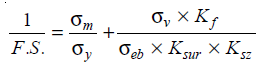 1/F.S. = σm/σy + (σv × Kf)/(σeb × Ksur × Ksz)